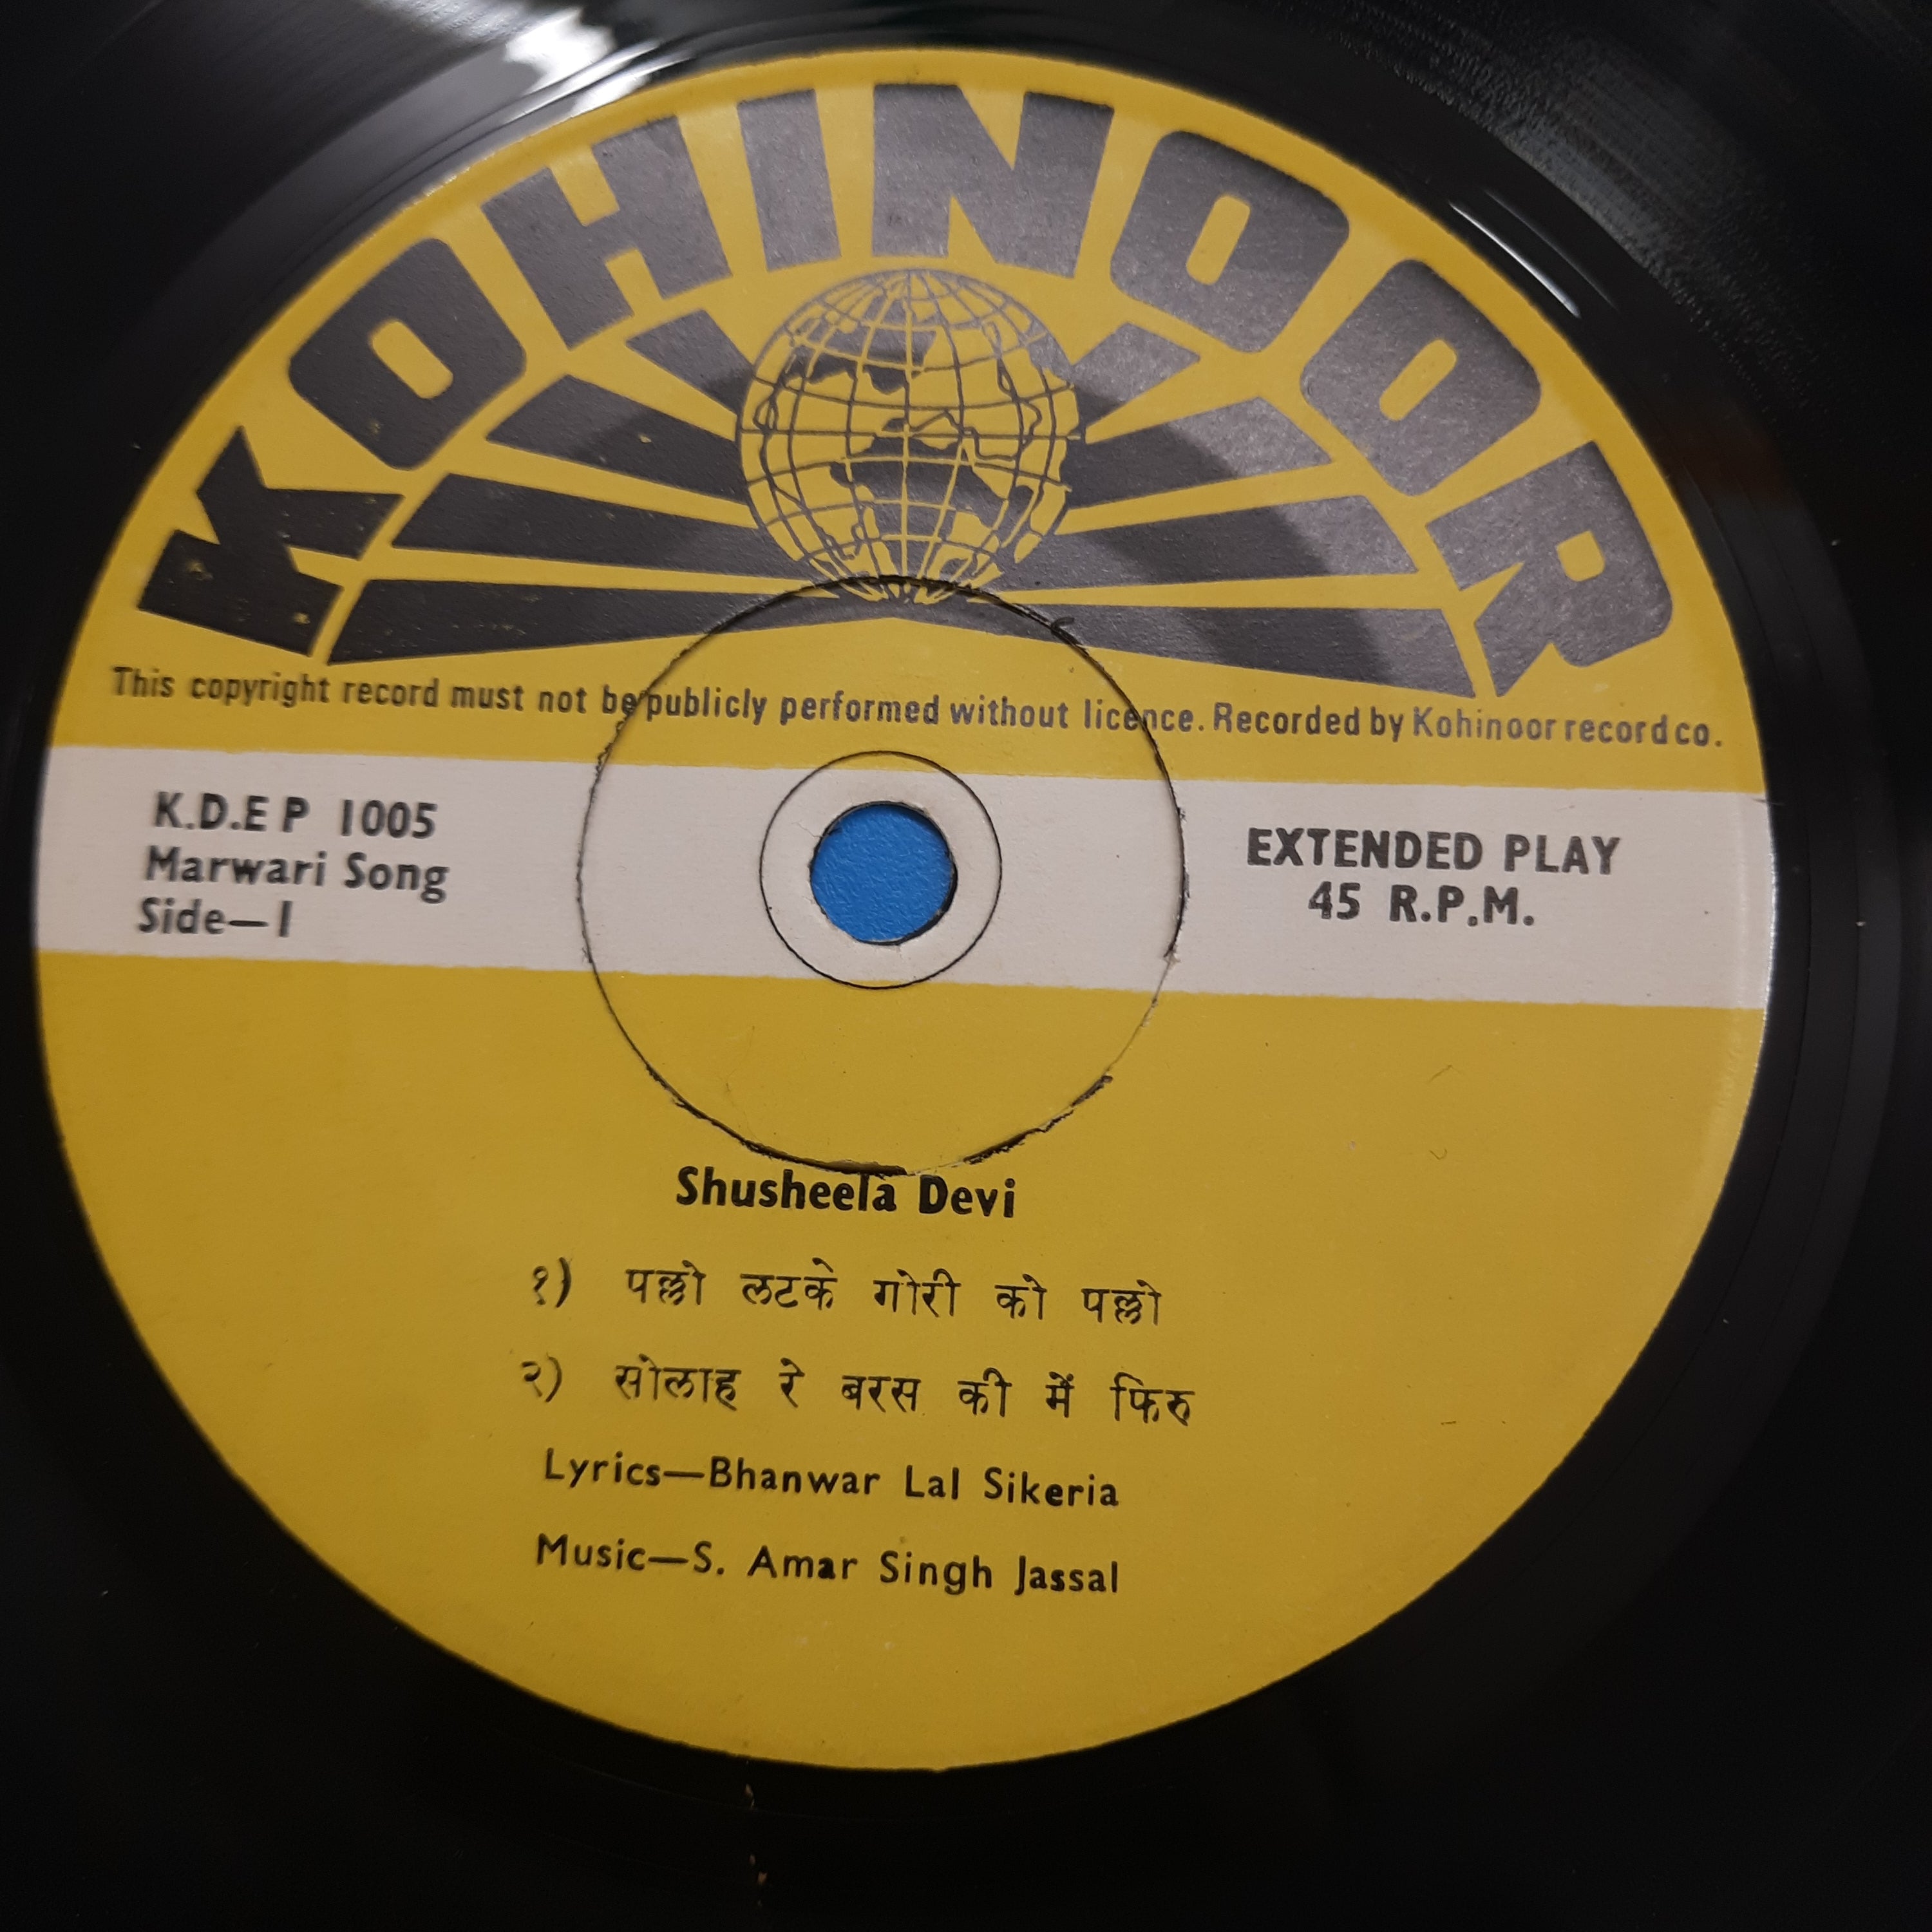 KOHINOOR
This copyright record must not be publicly performed without licence. Recorded by Kohinoor record co.
K.D.E P 1005
Marwari Song
Side—I
EXTENDED PLAY
45 R.P.M.
Shusheela Devi
१) पल्लो लटके गोरी को पल्लो
२) सोलाह रे बरस की में फिरु
Lyrics—Bhanwar Lal Sikeria
Music—S. Amar Singh Jassal